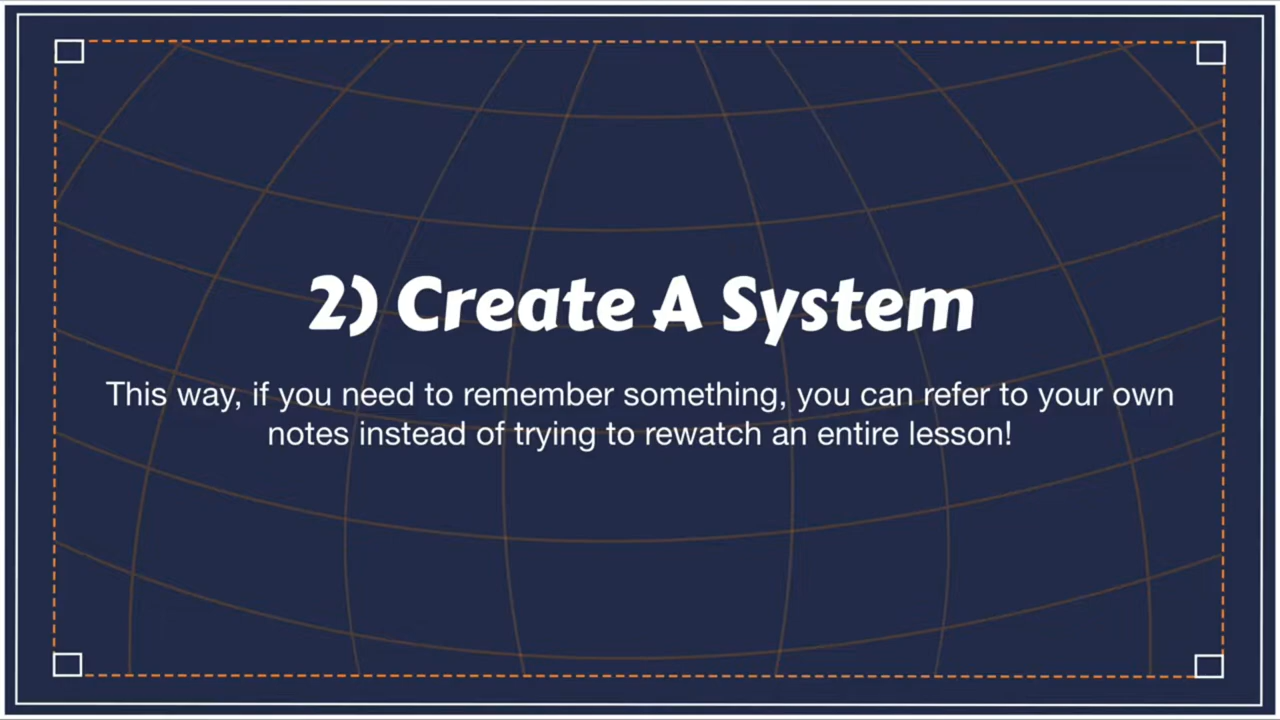 2) Create A System
This way, if you need to remember something, you can refer to your own
notes instead of trying to rewatch an entire lesson!